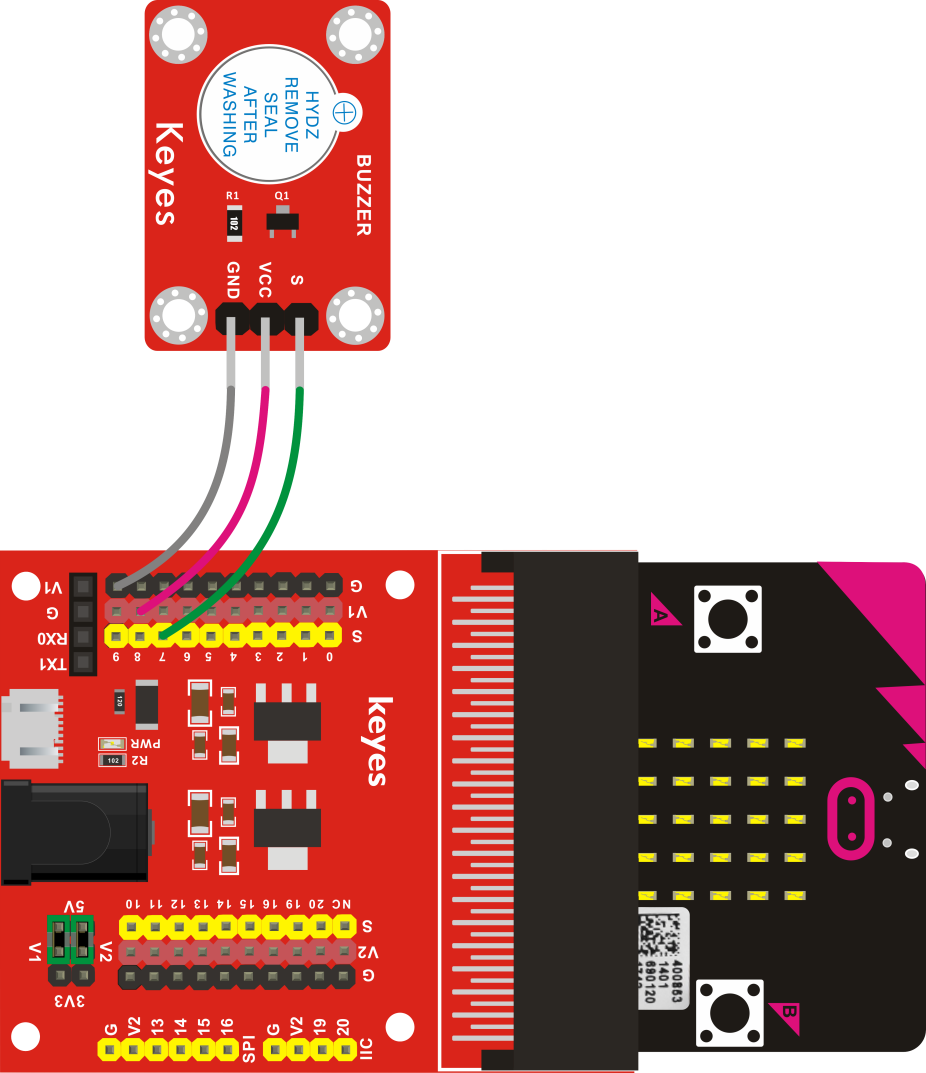 HYDZ
REMOVE
SEAL
AFTER
WASHING
Keyes
BUZZER
R1
Q1
102
GND
VCC
S
V1
G
RX0
TX1
G
V1
S
9 8 7 6 5 4 3 2 1 0
120
PWR
R2
102
keyes
A
5V
V1
V2
3V3
10 11 12 13 14 15 16 19 20 NC
S
V2
G
G V2 13 14 15 16
SPI
G V2 19 20
IIC
400863
1401
690120
B